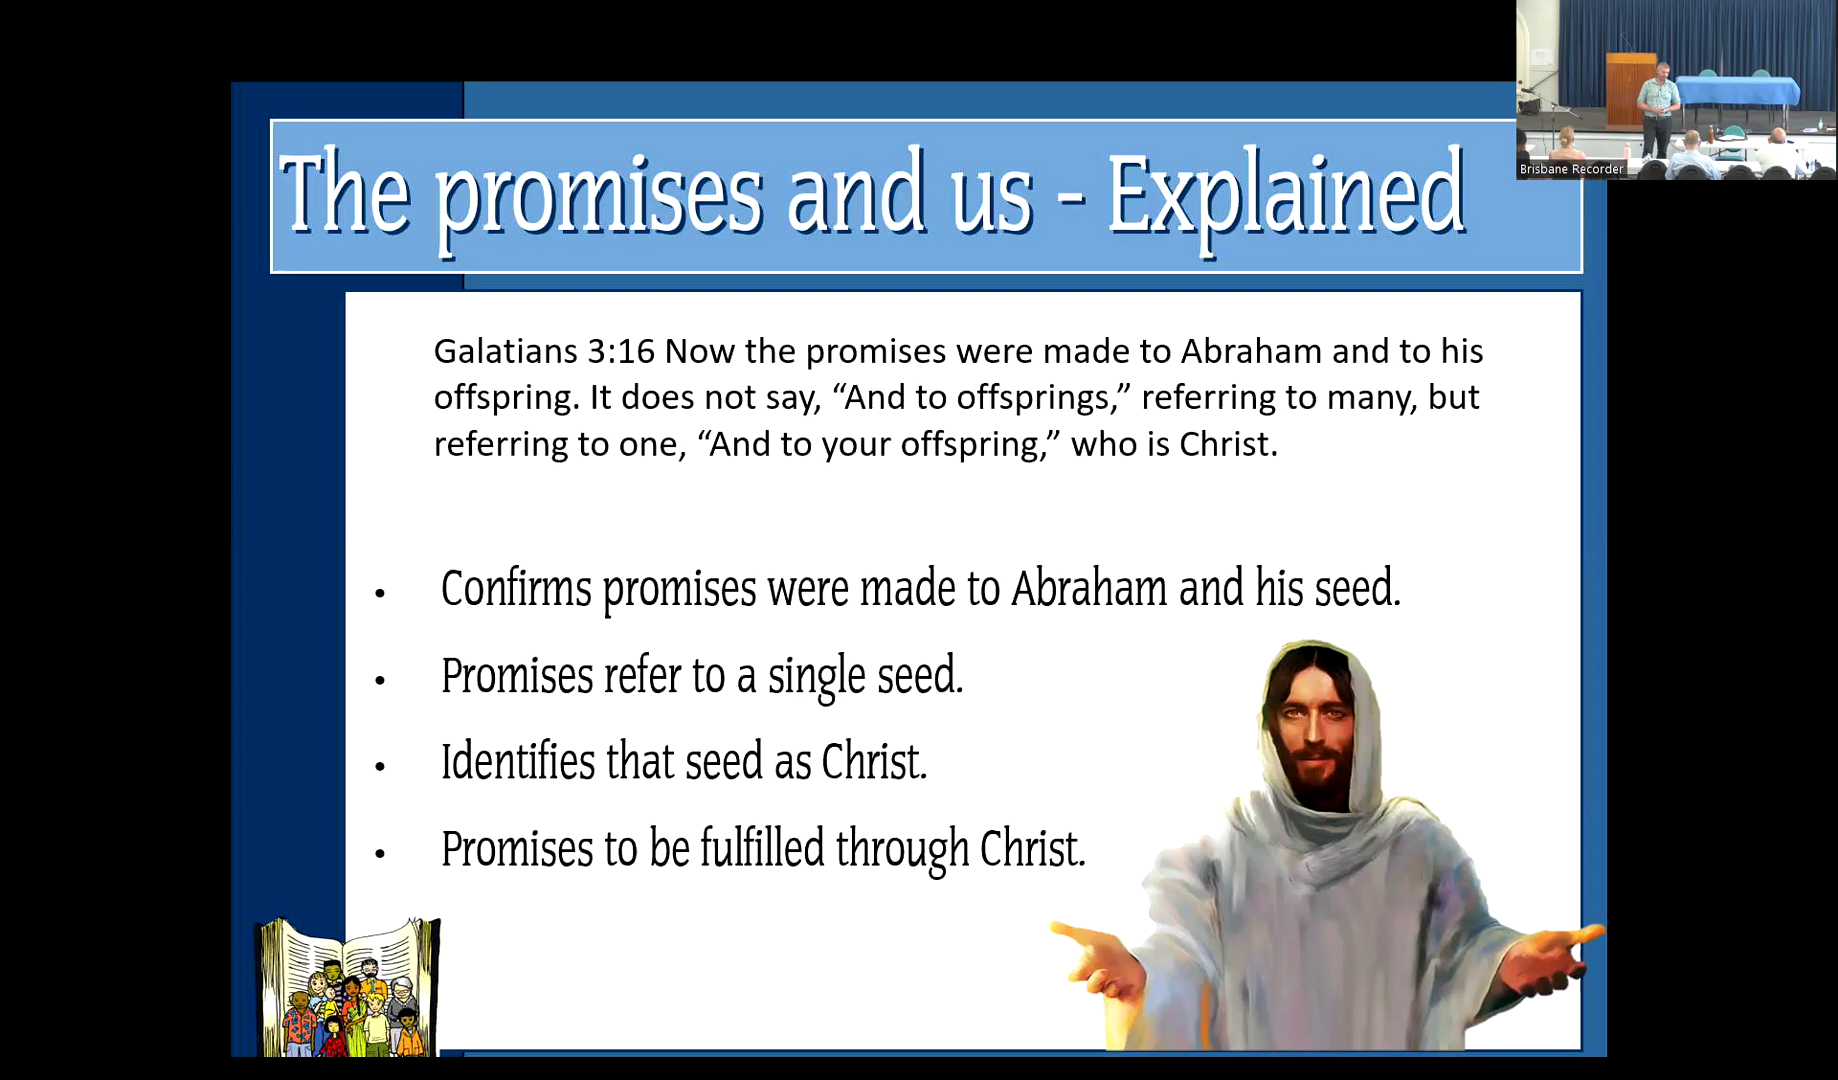 The promises and us - Explained
Galatians 3:16 Now the promises were made to Abraham and to his
offspring. It does not say, “And to offsprings,” referring to many, but
referring to one, “And to your offspring,” who is Christ.
• Confirms promises were made to Abraham and his seed.
• Promises refer to a single seed.
• Identifies that seed as Christ.
• Promises to be fulfilled through Christ.
Brisbane Recorder